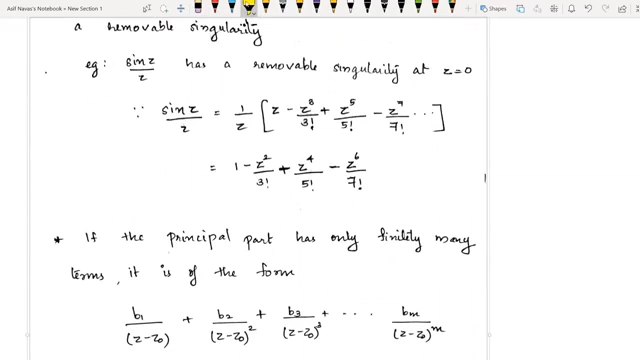 Asif Navas's Notebook » New Section 1
Shapes
a removable singularity
eg: sin z / z has a removable singularity at z=0
∵ sin z / z = 1/z [ z - z³/3! + z⁵/5! - z⁷/7! ··· ]
= 1 - z²/3! + z⁴/5! - z⁶/7!
* If the principal part has only finitely many
terms, it is of the form
b₁/(z-z₀) + b₂/(z-z₀)² + b₃/(z-z₀)³ + ···· bm/(z-z₀)ᵐ